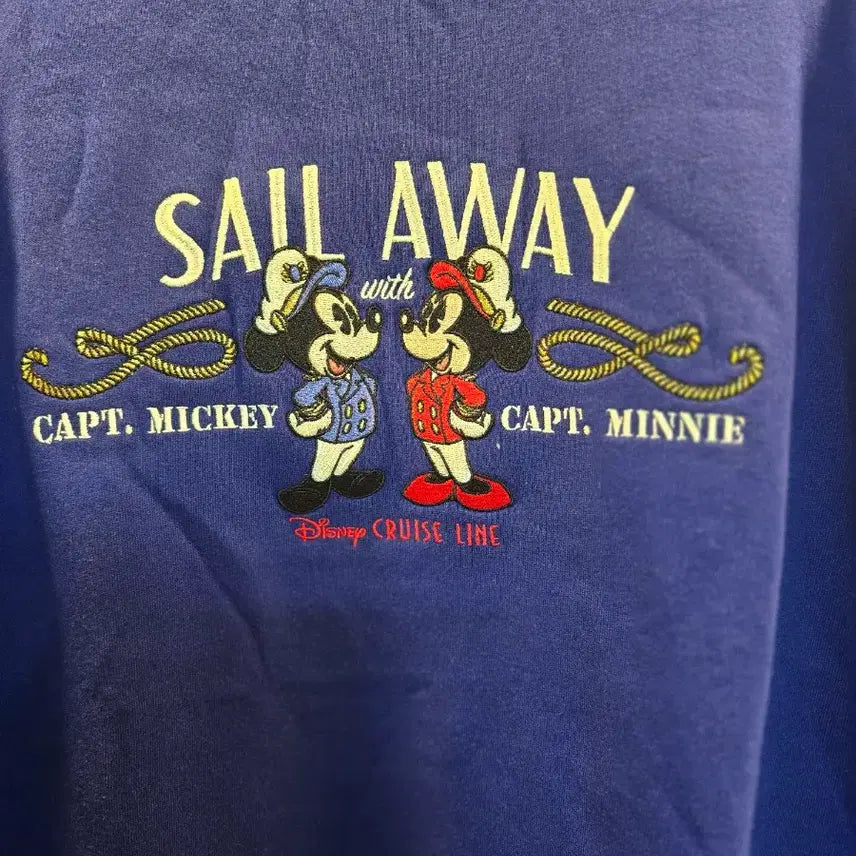 SAIL AWAY
with
CAPT. MICKEY CAPT. MINNIE
Disney CRUISE LINE